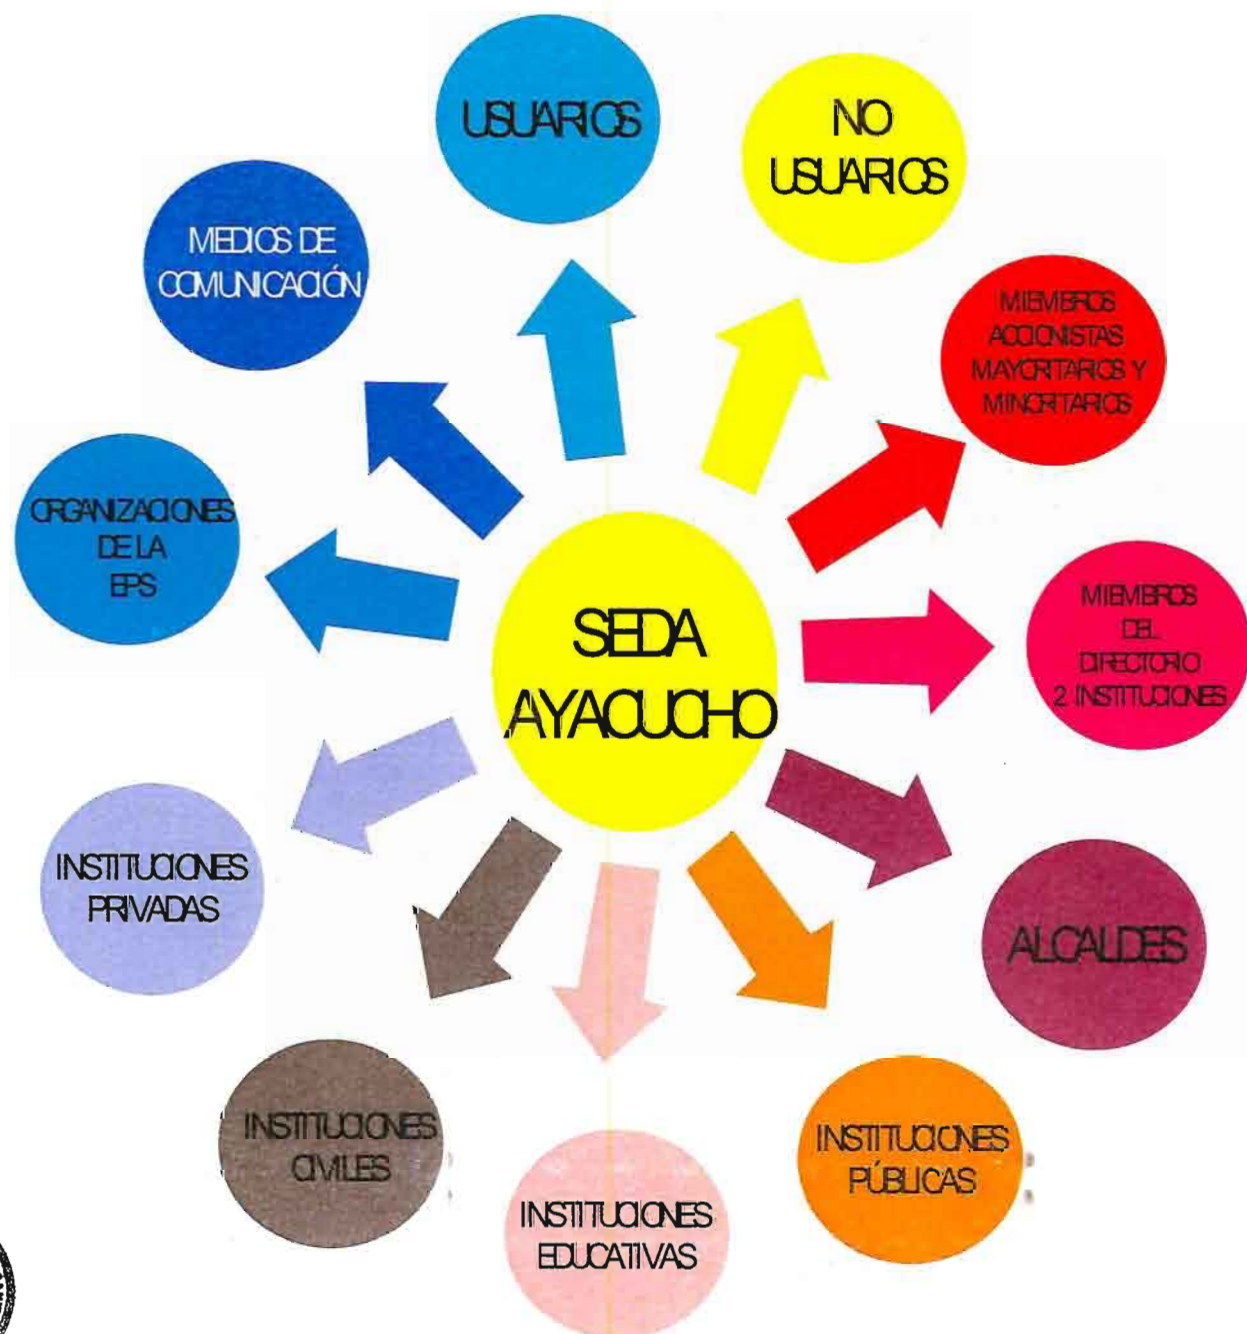 USUARIOS
NO
USUARIOS
MEDIOS DE
COMUNICACIÓN
MIEMBROS
ACCIONISTAS
MAYORITARIOS Y
MINORITARIOS
ORGANIZACIONES
DE LA
EPS
SEDA
AYACUCHO
MIEMBROS
DEL
DIRECTORIO
2 INSTITUCIONES
INSTITUCIONES
PRIVADAS
ALCALDES
INSTITUCIONES
CIVILES
INSTITUCIONES
EDUCATIVAS
INSTITUCIONES
PÚBLICAS